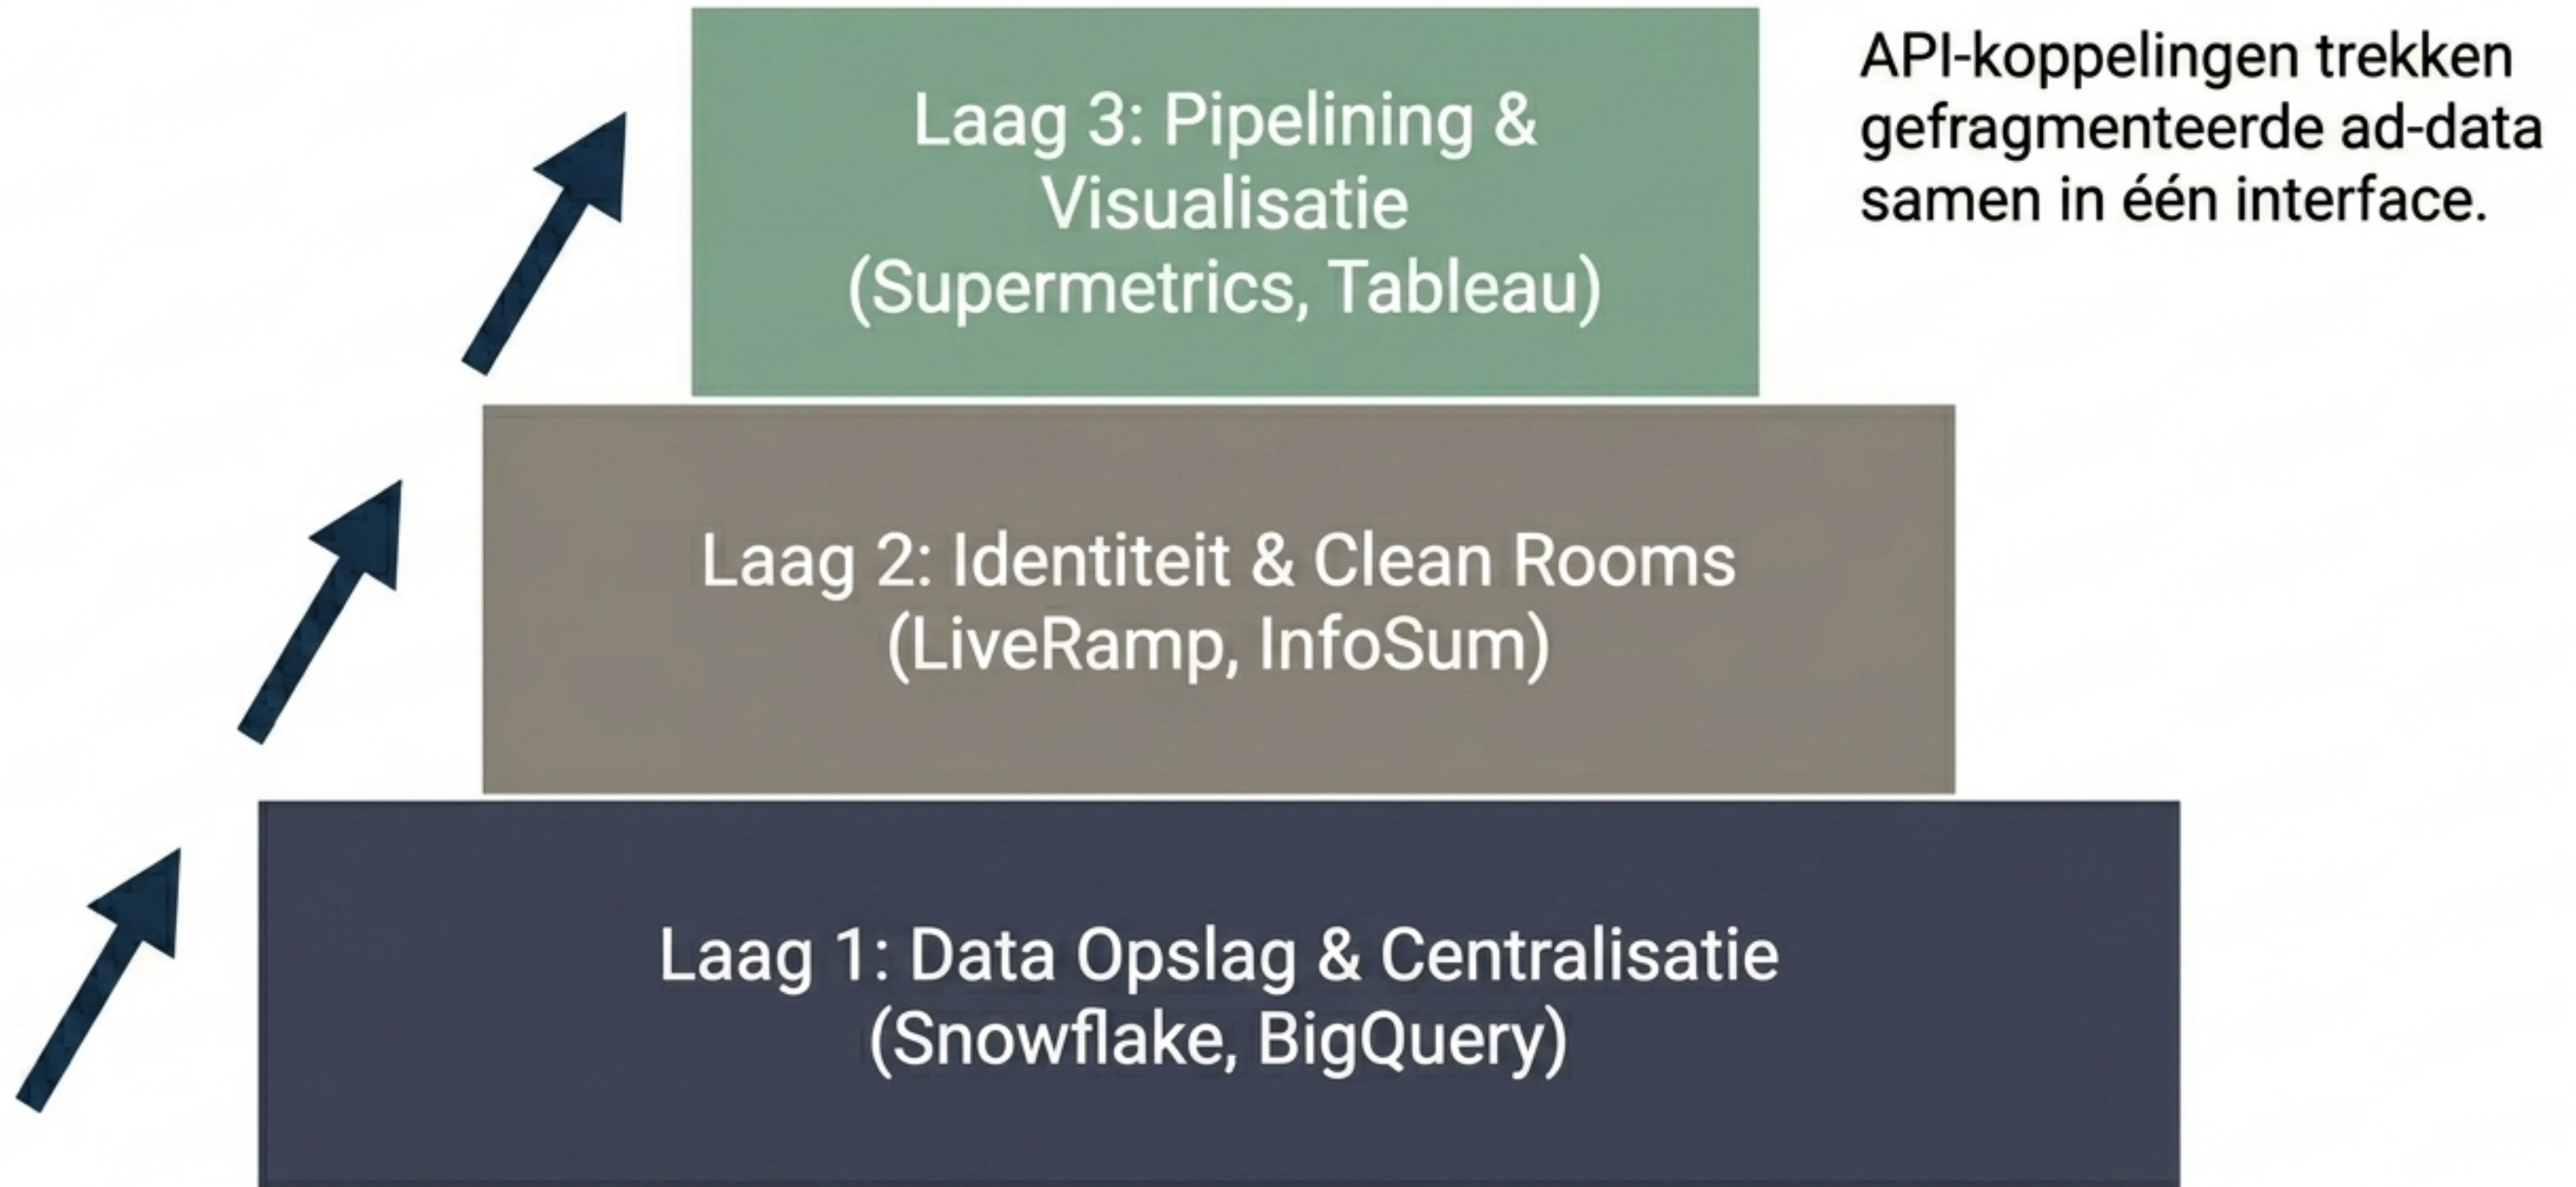 Laag 3: Pipelining &
Visualisatie
(Supermetrics, Tableau)
API-koppelingen trekken
gefragmenteerde ad-data
samen in één interface.
Laag 2: Identiteit & Clean Rooms
(LiveRamp, InfoSum)
Laag 1: Data Opslag & Centralisatie
(Snowflake, BigQuery)